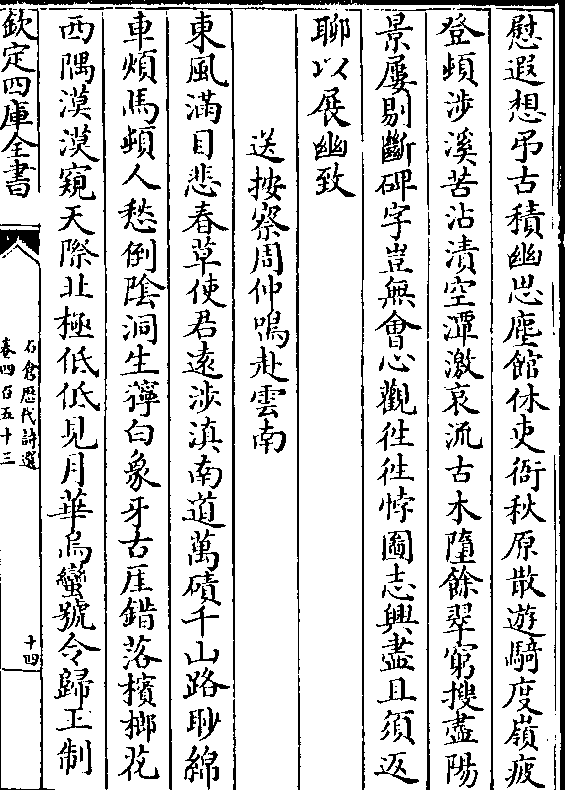 慰遐想弔古積幽思塵館休吏衙秋原散遊騎度嶺疲
登頓涉溪苦沾漬空潭激哀流古木墮餘翠窮搜盡陽
景屢剔斷碑字豈無會心觀徃徃悖圖志興盡且須返
聊以展幽致
送按察周仲鳴赴雲南
東風滿目悲春草使君遠涉滇南道萬磧千山路眇綿
車煩馬頓人愁倒陰洞生獰白象牙古厓錯落檳榔花
西隅漠漠窺天際北極低低見月華烏蠻號令歸王制
欽定四庫全書
石倉歷代詩選
卷四百五十三
十四